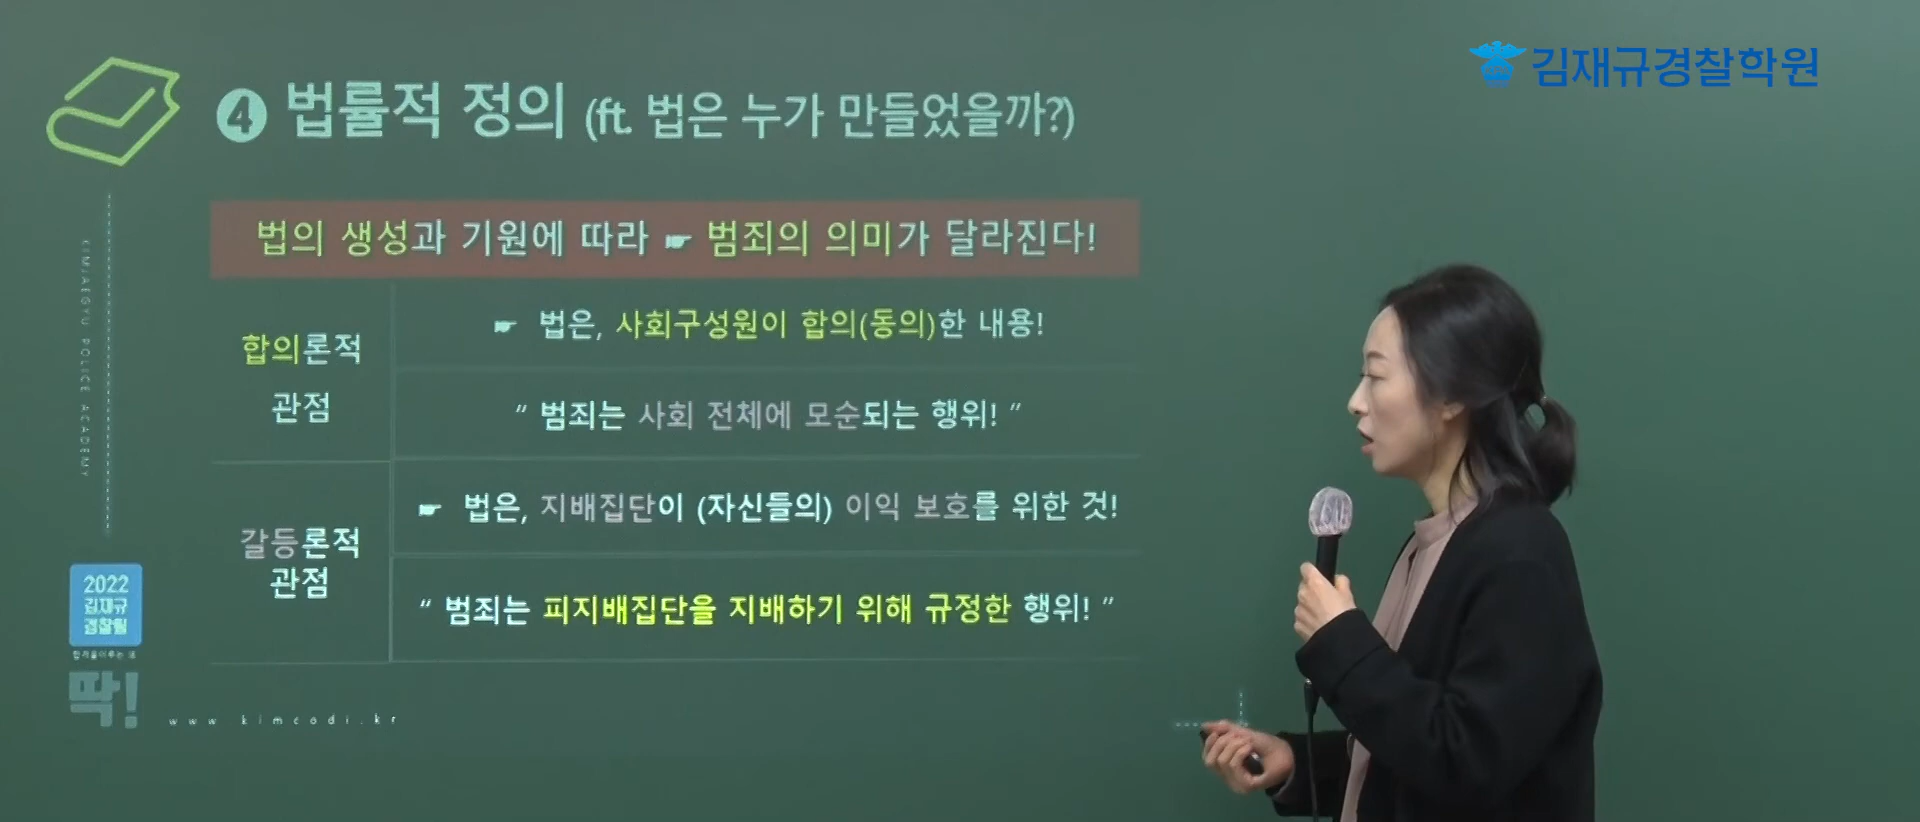 김재규경찰학원
❹ 법률적 정의 (ft. 법은 누가 만들었을까?)
법의 생성과 기원에 따라 ☛ 범죄의 의미가 달라진다!
합의론적
관점
☛ 법은, 사회구성원이 합의(동의)한 내용!
“ 범죄는 사회 전체에 모순되는 행위! ”
갈등론적
관점
☛ 법은, 지배집단이 (자신들의) 이익 보호를 위한 것!
“ 범죄는 피지배집단을 지배하기 위해 규정한 행위! ”
KIMJAEGYU POLICE ACADEMY
2022
김재규
경찰팀
딱!
www.kimcodi.kr